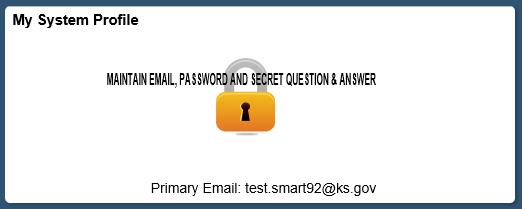 My System Profile
MAINTAIN EMAIL, PASSWORD AND SECRET QUESTION & ANSWER
Primary Email: test.smart92@ks.gov